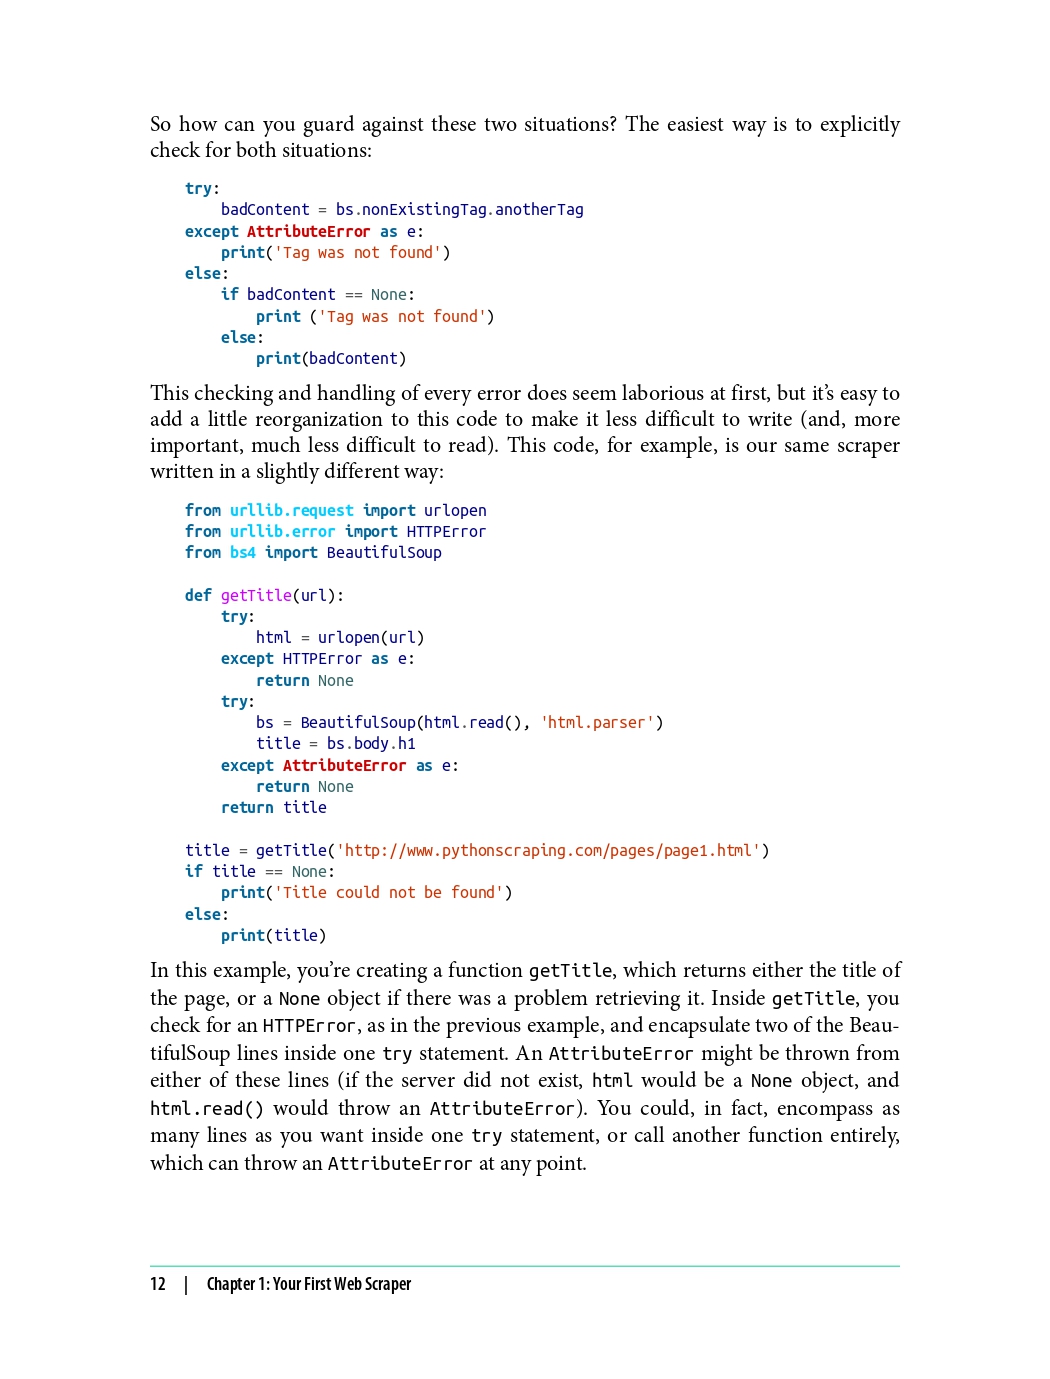 So how can you guard against these two situations? The easiest way is to explicitly
check for both situations:
try:
    badContent = bs.nonExistingTag.anotherTag
except AttributeError as e:
    print('Tag was not found')
else:
    if badContent == None:
        print ('Tag was not found')
    else:
        print(badContent)
This checking and handling of every error does seem laborious at first, but it’s easy to
add a little reorganization to this code to make it less difficult to write (and, more
important, much less difficult to read). This code, for example, is our same scraper
written in a slightly different way:
from urllib.request import urlopen
from urllib.error import HTTPError
from bs4 import BeautifulSoup

def getTitle(url):
    try:
        html = urlopen(url)
    except HTTPError as e:
        return None
    try:
        bs = BeautifulSoup(html.read(), 'html.parser')
        title = bs.body.h1
    except AttributeError as e:
        return None
    return title

title = getTitle('http://www.pythonscraping.com/pages/page1.html')
if title == None:
    print('Title could not be found')
else:
    print(title)
In this example, you’re creating a function getTitle, which returns either the title of
the page, or a None object if there was a problem retrieving it. Inside getTitle, you
check for an HTTPError, as in the previous example, and encapsulate two of the Beau-
tifulSoup lines inside one try statement. An AttributeError might be thrown from
either of these lines (if the server did not exist, html would be a None object, and
html.read() would throw an AttributeError). You could, in fact, encompass as
many lines as you want inside one try statement, or call another function entirely,
which can throw an AttributeError at any point.
12 | Chapter 1: Your First Web Scraper